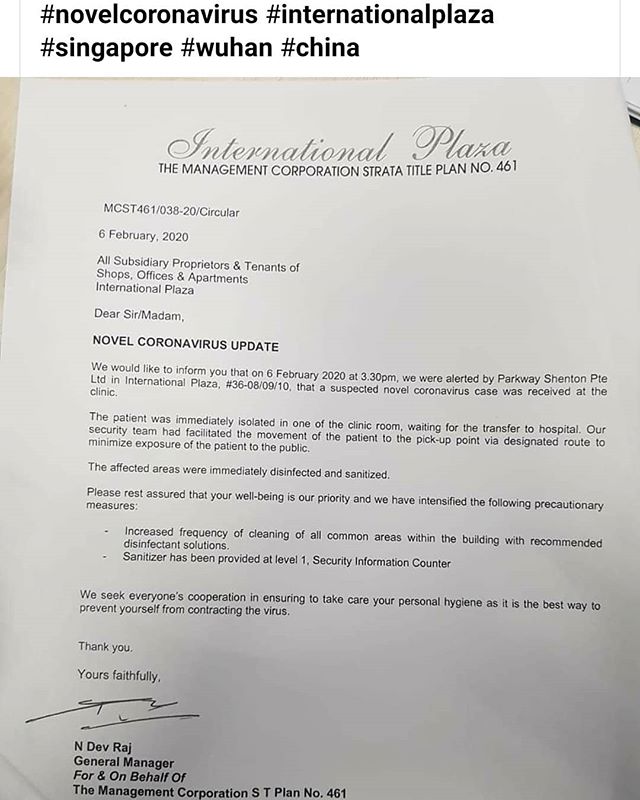 #novelcoronavirus #internationalplaza
#singapore #wuhan #china
International Plaza
THE MANAGEMENT CORPORATION STRATA TITLE PLAN NO. 461
MCST461/038-20/Circular
6 February, 2020
All Subsidiary Proprietors & Tenants of
Shops, Offices & Apartments
International Plaza
Dear Sir/Madam,
NOVEL CORONAVIRUS UPDATE
We would like to inform you that on 6 February 2020 at 3.30pm, we were alerted by Parkway Shenton Pte
Ltd in International Plaza, #36-08/09/10, that a suspected novel coronavirus case was received at the
clinic.
The patient was immediately isolated in one of the clinic room, waiting for the transfer to hospital. Our
security team had facilitated the movement of the patient to the pick-up point via designated route to
minimize exposure of the patient to the public.
The affected areas were immediately disinfected and sanitized.
Please rest assured that your well-being is our priority and we have intensified the following precautionary
measures:
- Increased frequency of cleaning of all common areas within the building with recommended
disinfectant solutions.
- Sanitizer has been provided at level 1, Security Information Counter
We seek everyone's cooperation in ensuring to take care your personal hygiene as it is the best way to
prevent yourself from contracting the virus.
Thank you.
Yours faithfully,
N Dev Raj
General Manager
For & On Behalf Of
The Management Corporation S T Plan No. 461